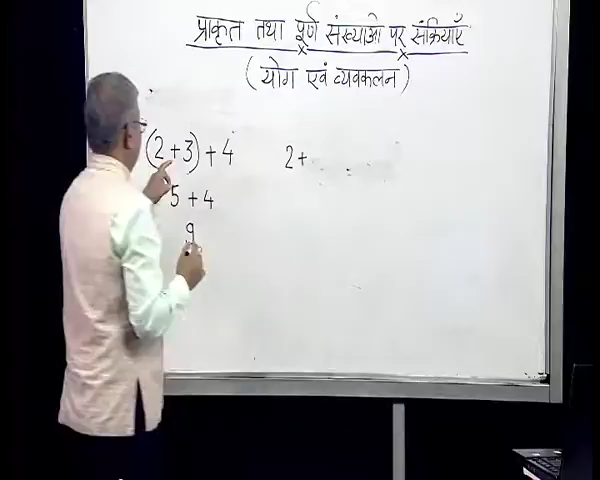 प्राकृत तथा पूर्ण संख्याओ पर संक्रियाएँ
(योग एवं व्यवकलन)
(2+3)+4 2+
5+4
9